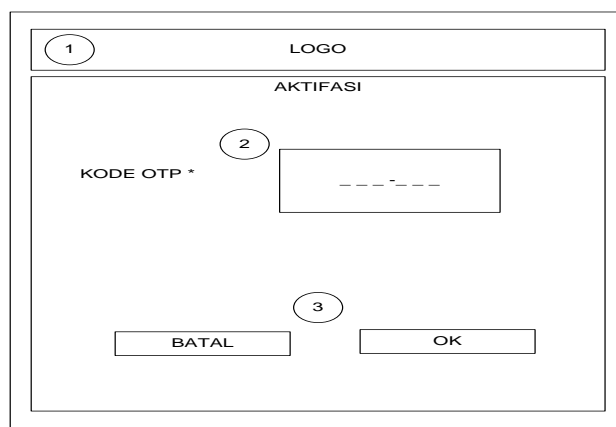 1 LOGO
AKTIFASI
2
KODE OTP * _ _ _ - _ _ _
3
BATAL OK